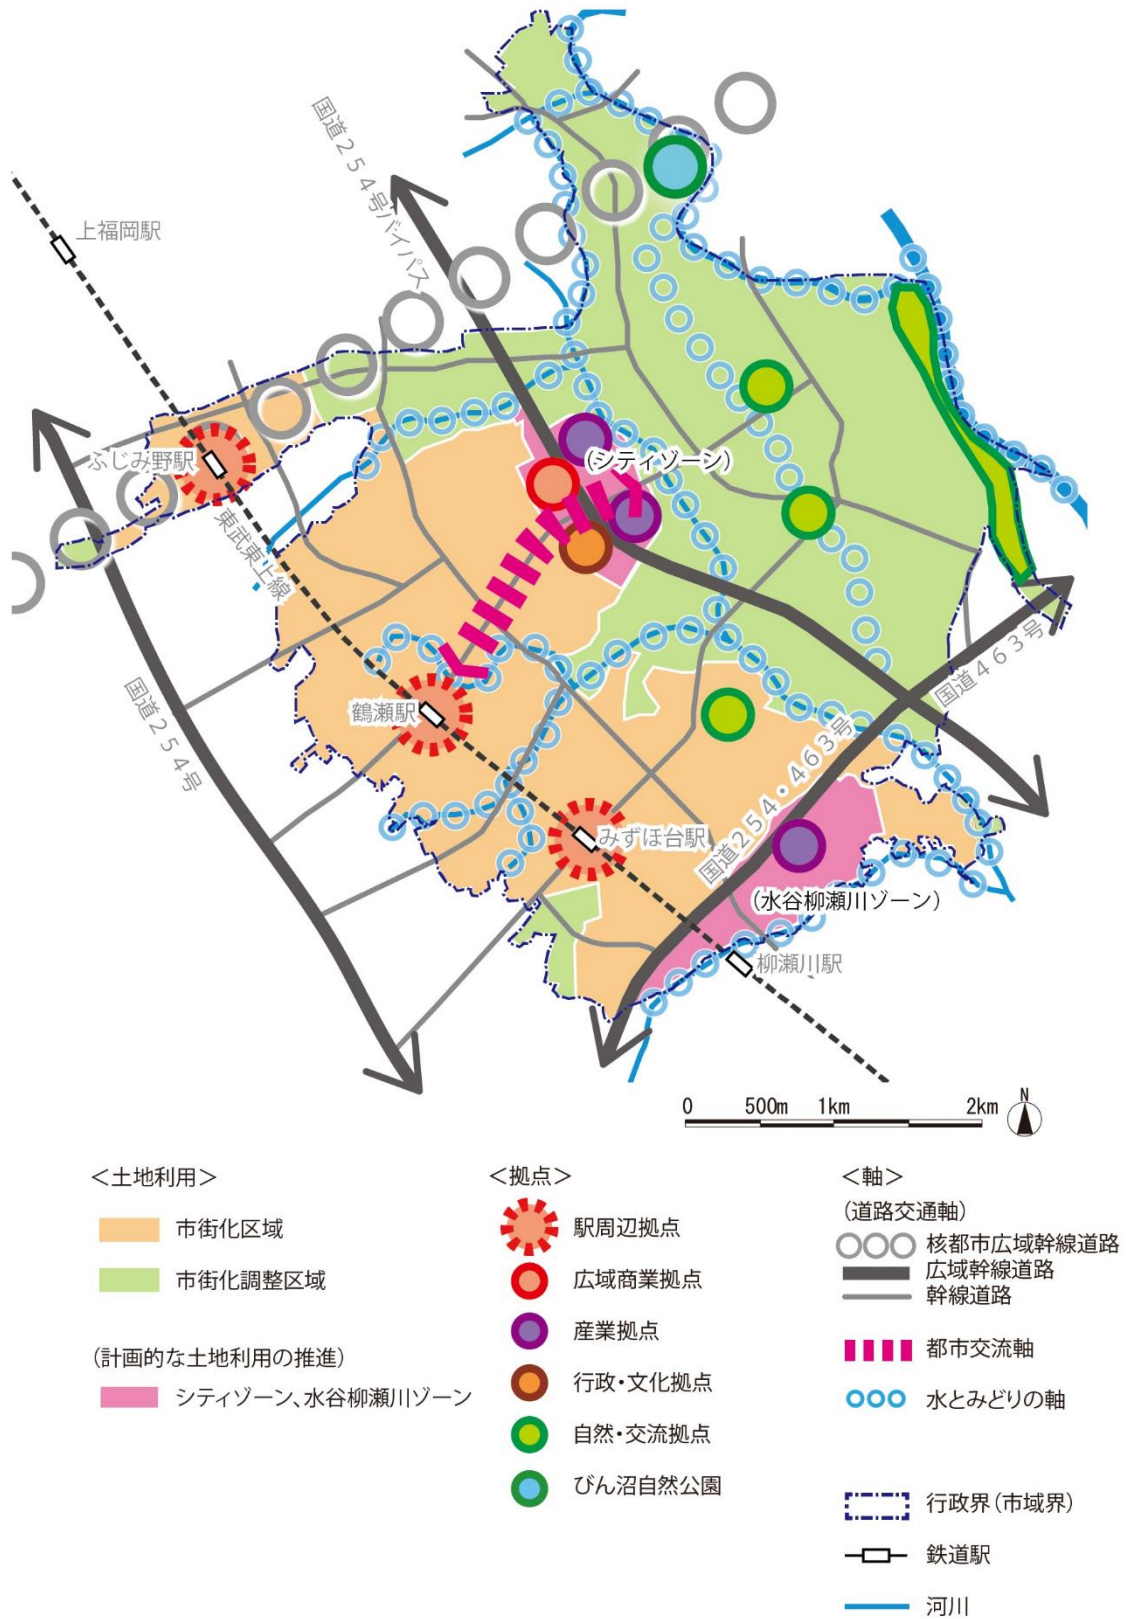 国道２５４号バイパス
上福岡駅
ふじみ野駅
(シティゾーン)
東武東上線
国道４６３号
国道２５４号
鶴瀬駅
国道２５４・４６３号
みずほ台駅
(水谷柳瀬川ゾーン)
柳瀬川駅
0 500m 1km 2km
N
＜土地利用＞
市街化区域
市街化調整区域
(計画的な土地利用の推進)
シティゾーン、水谷柳瀬川ゾーン
＜拠点＞
駅周辺拠点
広域商業拠点
産業拠点
行政・文化拠点
自然・交流拠点
びん沼自然公園
＜軸＞
(道路交通軸)
核都市広域幹線道路
広域幹線道路
幹線道路
都市交流軸
水とみどりの軸
行政界（市域界）
鉄道駅
河川